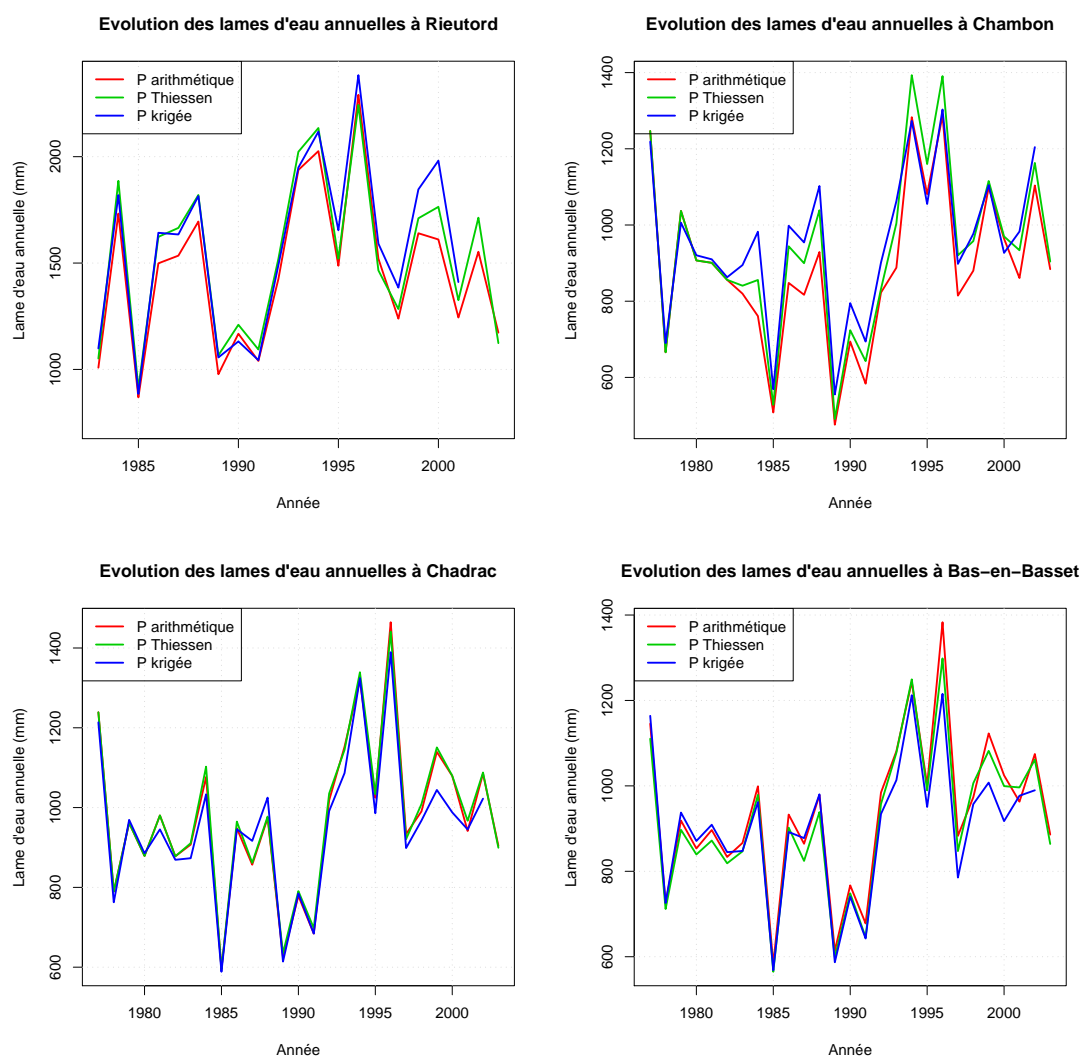 Evolution des lames d'eau annuelles à Rieutord
P arithmétique
P Thiessen
P krigée
Lame d'eau annuelle (mm)
2000
1500
1000
1985 1990 1995 2000
Année
Evolution des lames d'eau annuelles à Chambon
P arithmétique
P Thiessen
P krigée
Lame d'eau annuelle (mm)
1400
1200
1000
800
600
1980 1985 1990 1995 2000
Année
Evolution des lames d'eau annuelles à Chadrac
P arithmétique
P Thiessen
P krigée
Lame d'eau annuelle (mm)
1400
1200
1000
800
600
1980 1985 1990 1995 2000
Année
Evolution des lames d'eau annuelles à Bas−en−Basset
P arithmétique
P Thiessen
P krigée
Lame d'eau annuelle (mm)
1400
1200
1000
800
600
1980 1985 1990 1995 2000
Année